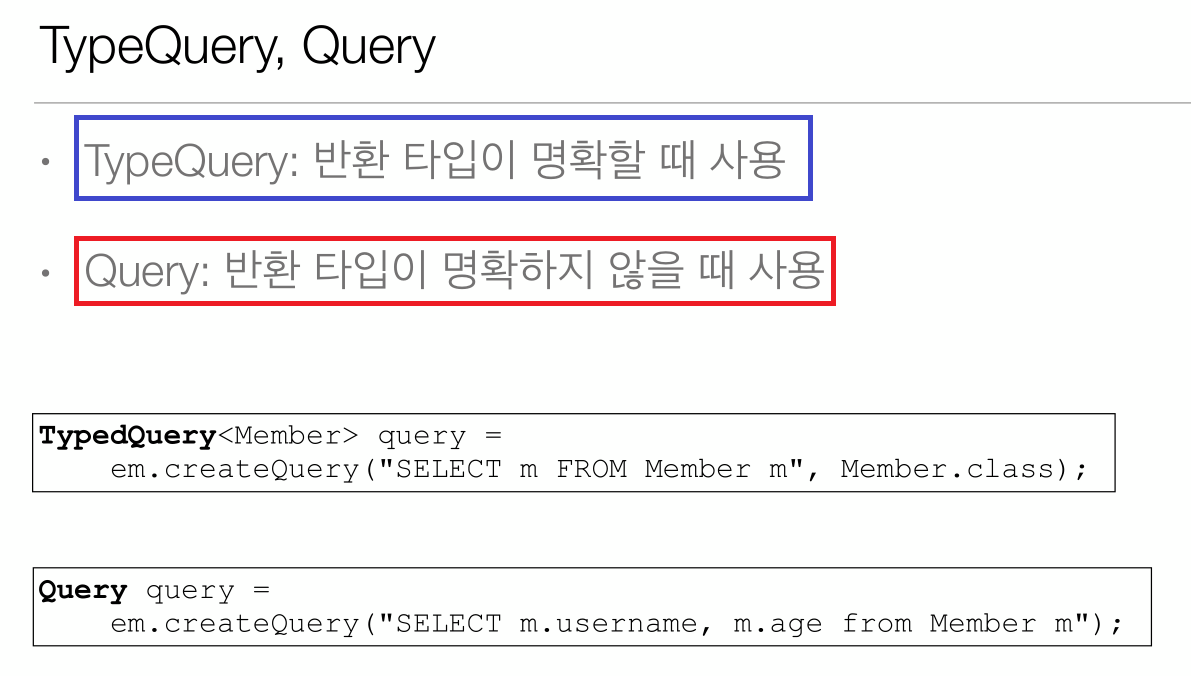 TypeQuery, Query
• TypeQuery: 반환 타입이 명확할 때 사용
• Query: 반환 타입이 명확하지 않을 때 사용
TypedQuery<Member> query =
em.createQuery("SELECT m FROM Member m", Member.class);
Query query =
em.createQuery("SELECT m.username, m.age from Member m");